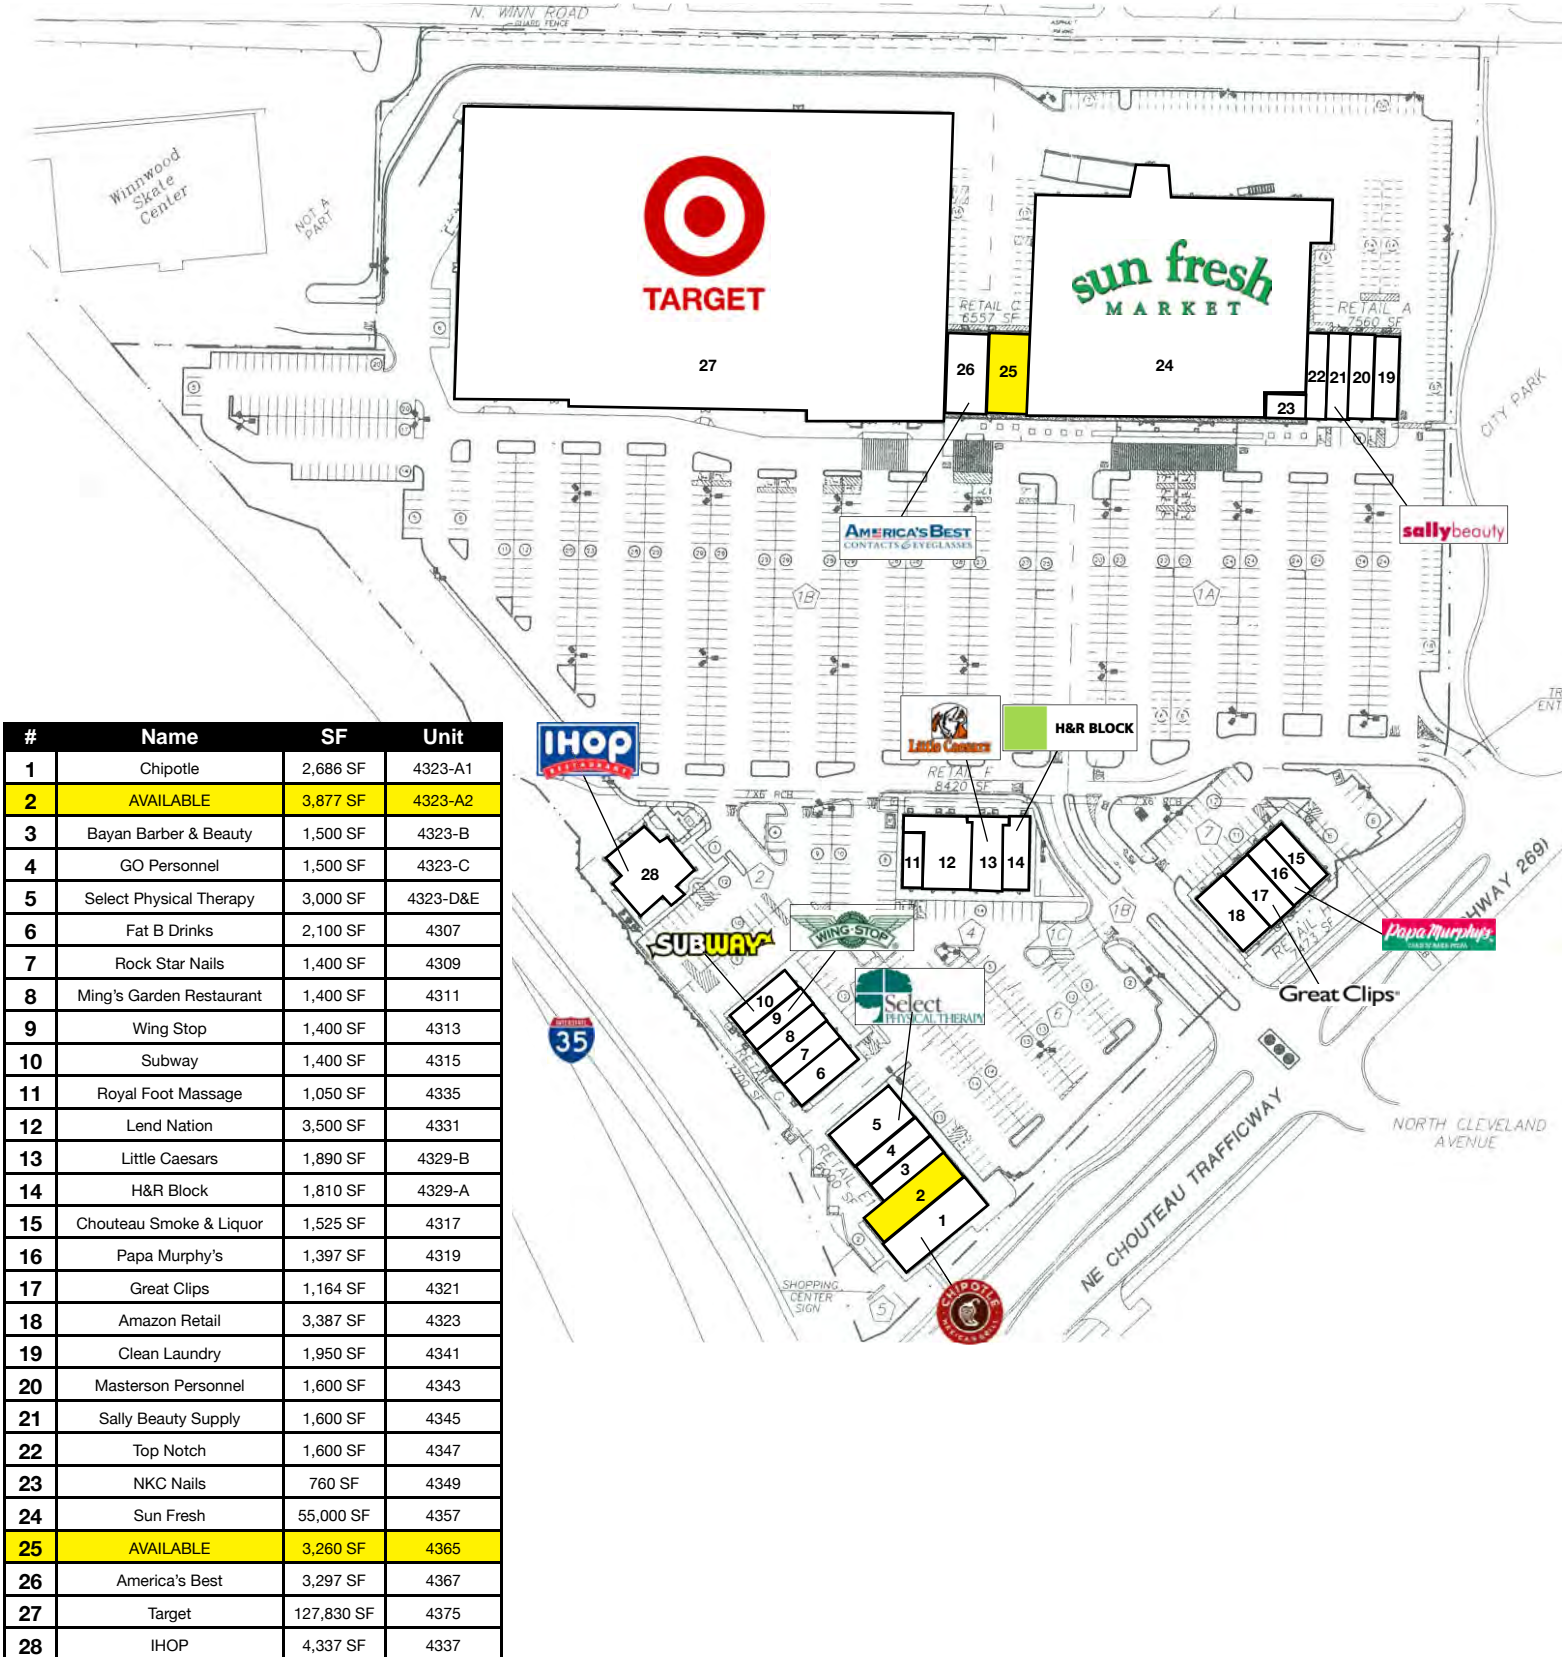 N. WINN ROAD
GUARD FENCE
Winnwood
Skate
Center
NOT A
PART
TARGET
27
RETAIL C
6557 SF
26
25
sun fresh
MARKET
24
23
RETAIL A
7560 SF
22
21
20
19
CITY PARK
AMERICA'S BEST
CONTACTS & EYEGLASSES
sallybeauty
1B
1A
# Name SF Unit
1 Chipotle 2,686 SF 4323-A1
2 AVAILABLE 3,877 SF 4323-A2
3 Bayan Barber & Beauty 1,500 SF 4323-B
4 GO Personnel 1,500 SF 4323-C
5 Select Physical Therapy 3,000 SF 4323-D&E
6 Fat B Drinks 2,100 SF 4307
7 Rock Star Nails 1,400 SF 4309
8 Ming's Garden Restaurant 1,400 SF 4311
9 Wing Stop 1,400 SF 4313
10 Subway 1,400 SF 4315
11 Royal Foot Massage 1,050 SF 4335
12 Lend Nation 3,500 SF 4331
13 Little Caesars 1,890 SF 4329-B
14 H&R Block 1,810 SF 4329-A
15 Chouteau Smoke & Liquor 1,525 SF 4317
16 Papa Murphy's 1,397 SF 4319
17 Great Clips 1,164 SF 4321
18 Amazon Retail 3,387 SF 4323
19 Clean Laundry 1,950 SF 4341
20 Masterson Personnel 1,600 SF 4343
21 Sally Beauty Supply 1,600 SF 4345
22 Top Notch 1,600 SF 4347
23 NKC Nails 760 SF 4349
24 Sun Fresh 55,000 SF 4357
25 AVAILABLE 3,260 SF 4365
26 America's Best 3,297 SF 4367
27 Target 127,830 SF 4375
28 IHOP 4,337 SF 4337
IHOP
RESTAURANT
28
Little Caesars
H&R BLOCK
RETAIL F
8420 SF
11
12
13
14
15
16
17
18
Papa Murphy's
Great Clips
SUBWAY
WING·STOP
Select
PHYSICAL THERAPY
10
9
8
7
6
RETAIL G
INTERSTATE
35
5
4
3
2
1
CHIPOTLE
MEXICAN GRILL
SHOPPING
CENTER
SIGN
NE CHOUTEAU TRAFFICWAY
HWAY 269)
NORTH CLEVELAND
AVENUE